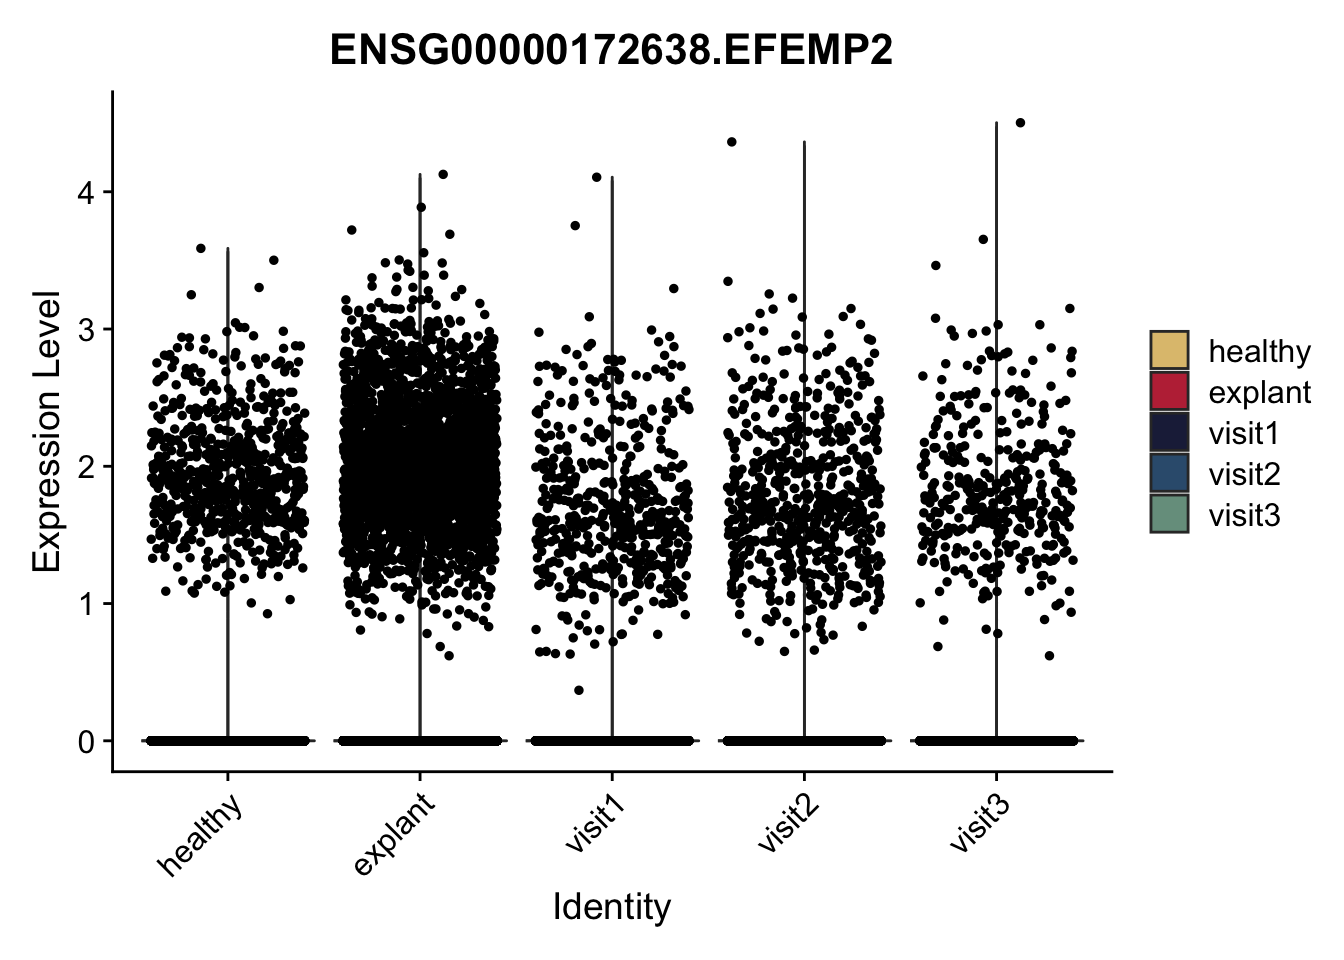 ENSG00000172638.EFEMP2
Expression Level
4
3
2
1
0
healthy
explant
visit1
visit2
visit3
Identity
healthy
explant
visit1
visit2
visit3